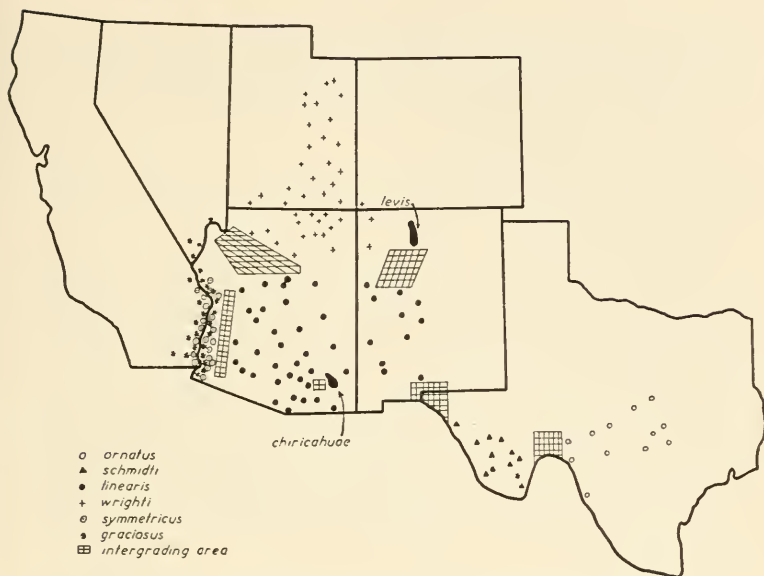 levis
chiricahuae
ornatus
schmidti
linearis
wrighti
symmetricus
graciosus
intergrading area